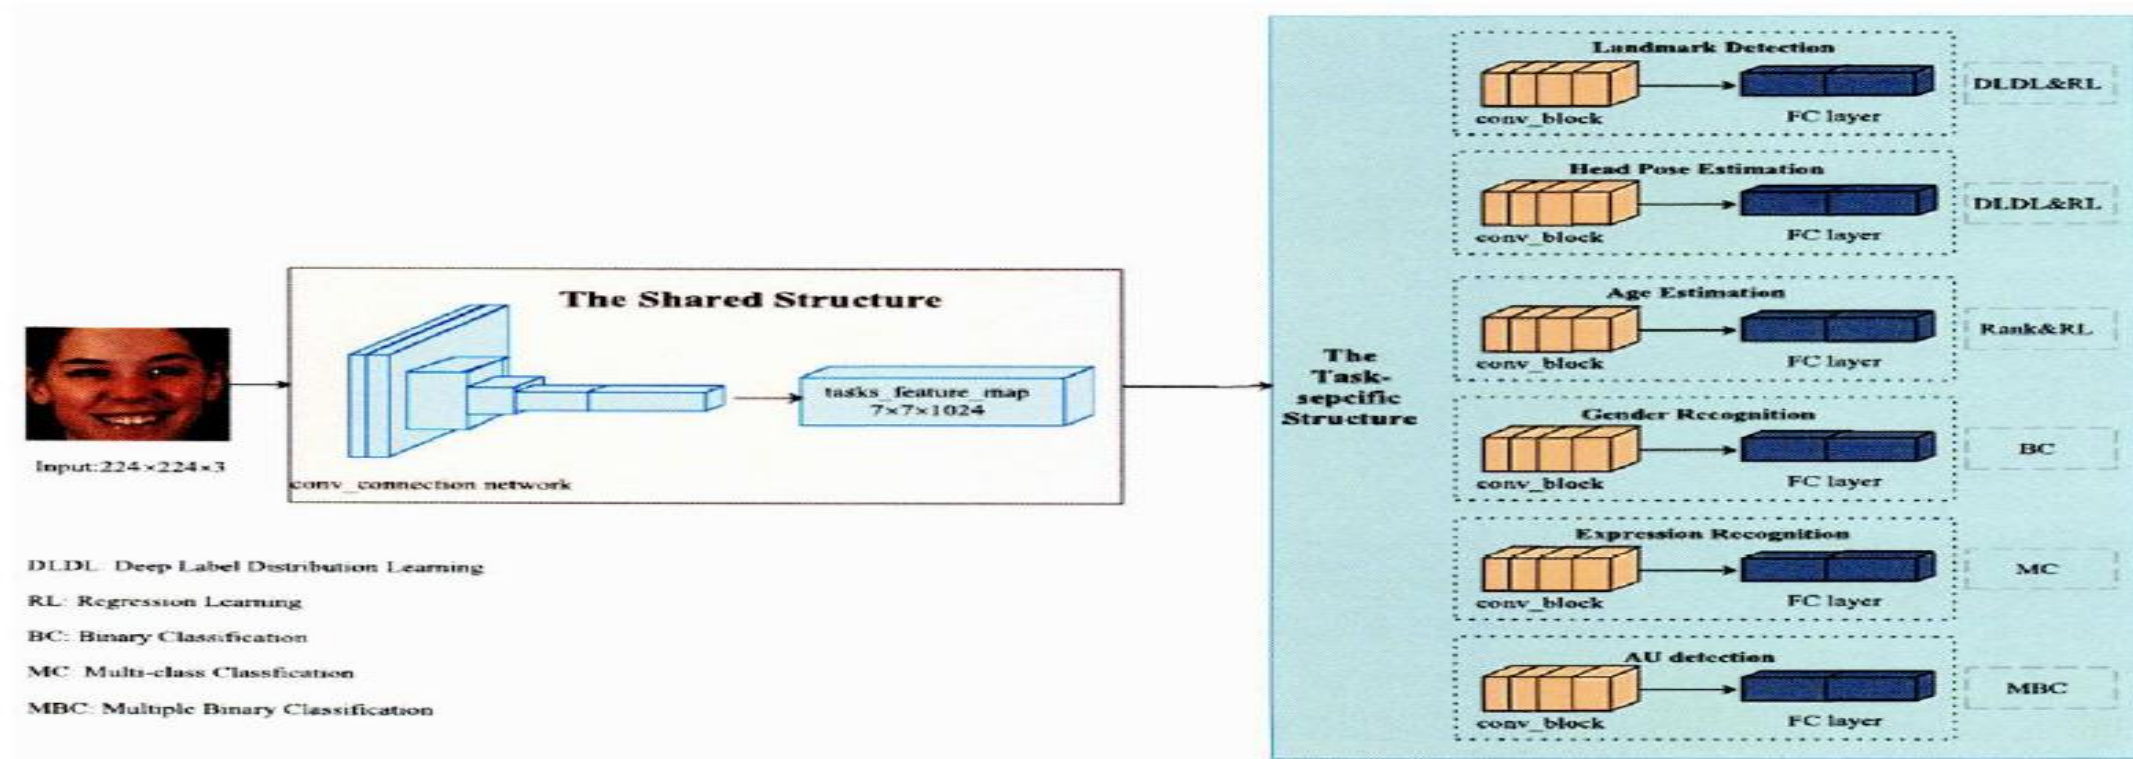 Input:224×224×3
The Shared Structure
conv_connection network
tasks_feature_map
7×7×1024
DLDL: Deep Label Distribution Learning
RL: Regression Learning
BC: Binary Classification
MC: Multi-class Classfication
MBC: Multiple Binary Classification
The
Task-
sepcific
Structure
Landmark Detection
conv_block
FC layer
DLDL&RL
Head Pose Estimation
conv_block
FC layer
DLDL&RL
Age Estimation
conv_block
FC layer
Rank&RL
Gender Recognition
conv_block
FC layer
BC
Expression Recognition
conv_block
FC layer
MC
AU detection
conv_block
FC layer
MBC